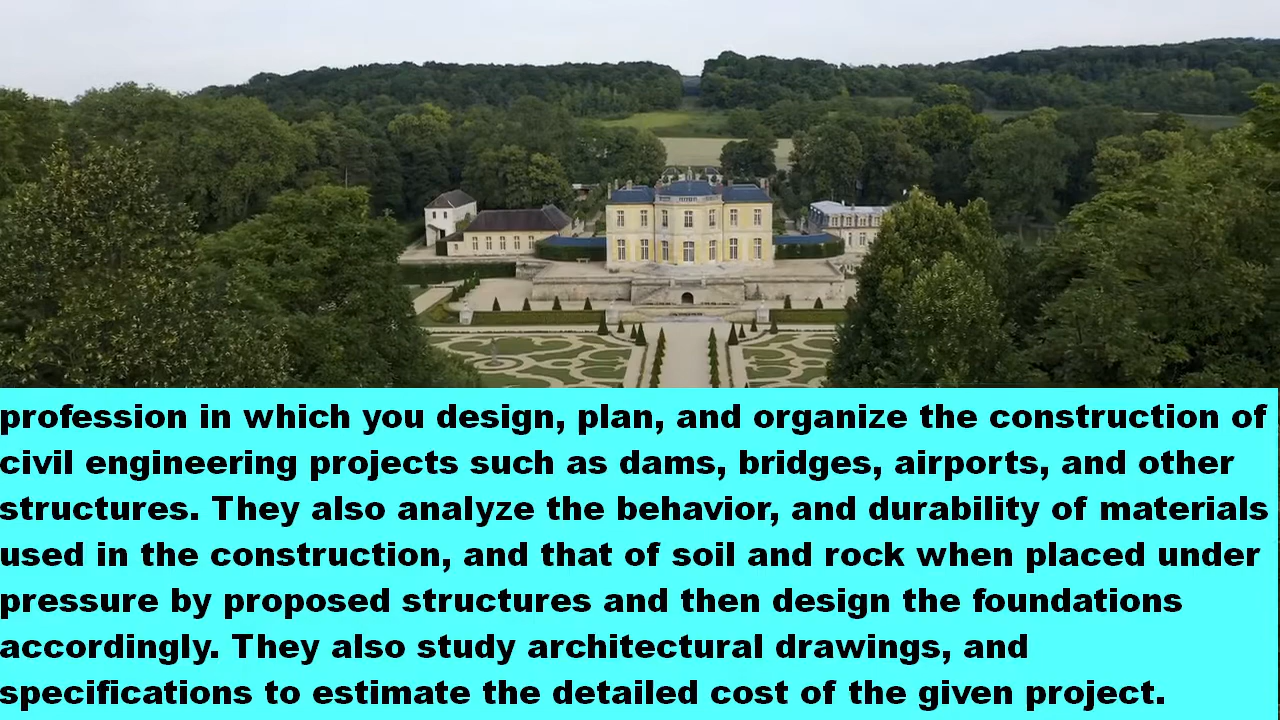 profession in which you design, plan, and organize the construction of
civil engineering projects such as dams, bridges, airports, and other
structures. They also analyze the behavior, and durability of materials
used in the construction, and that of soil and rock when placed under
pressure by proposed structures and then design the foundations
accordingly. They also study architectural drawings, and
specifications to estimate the detailed cost of the given project.